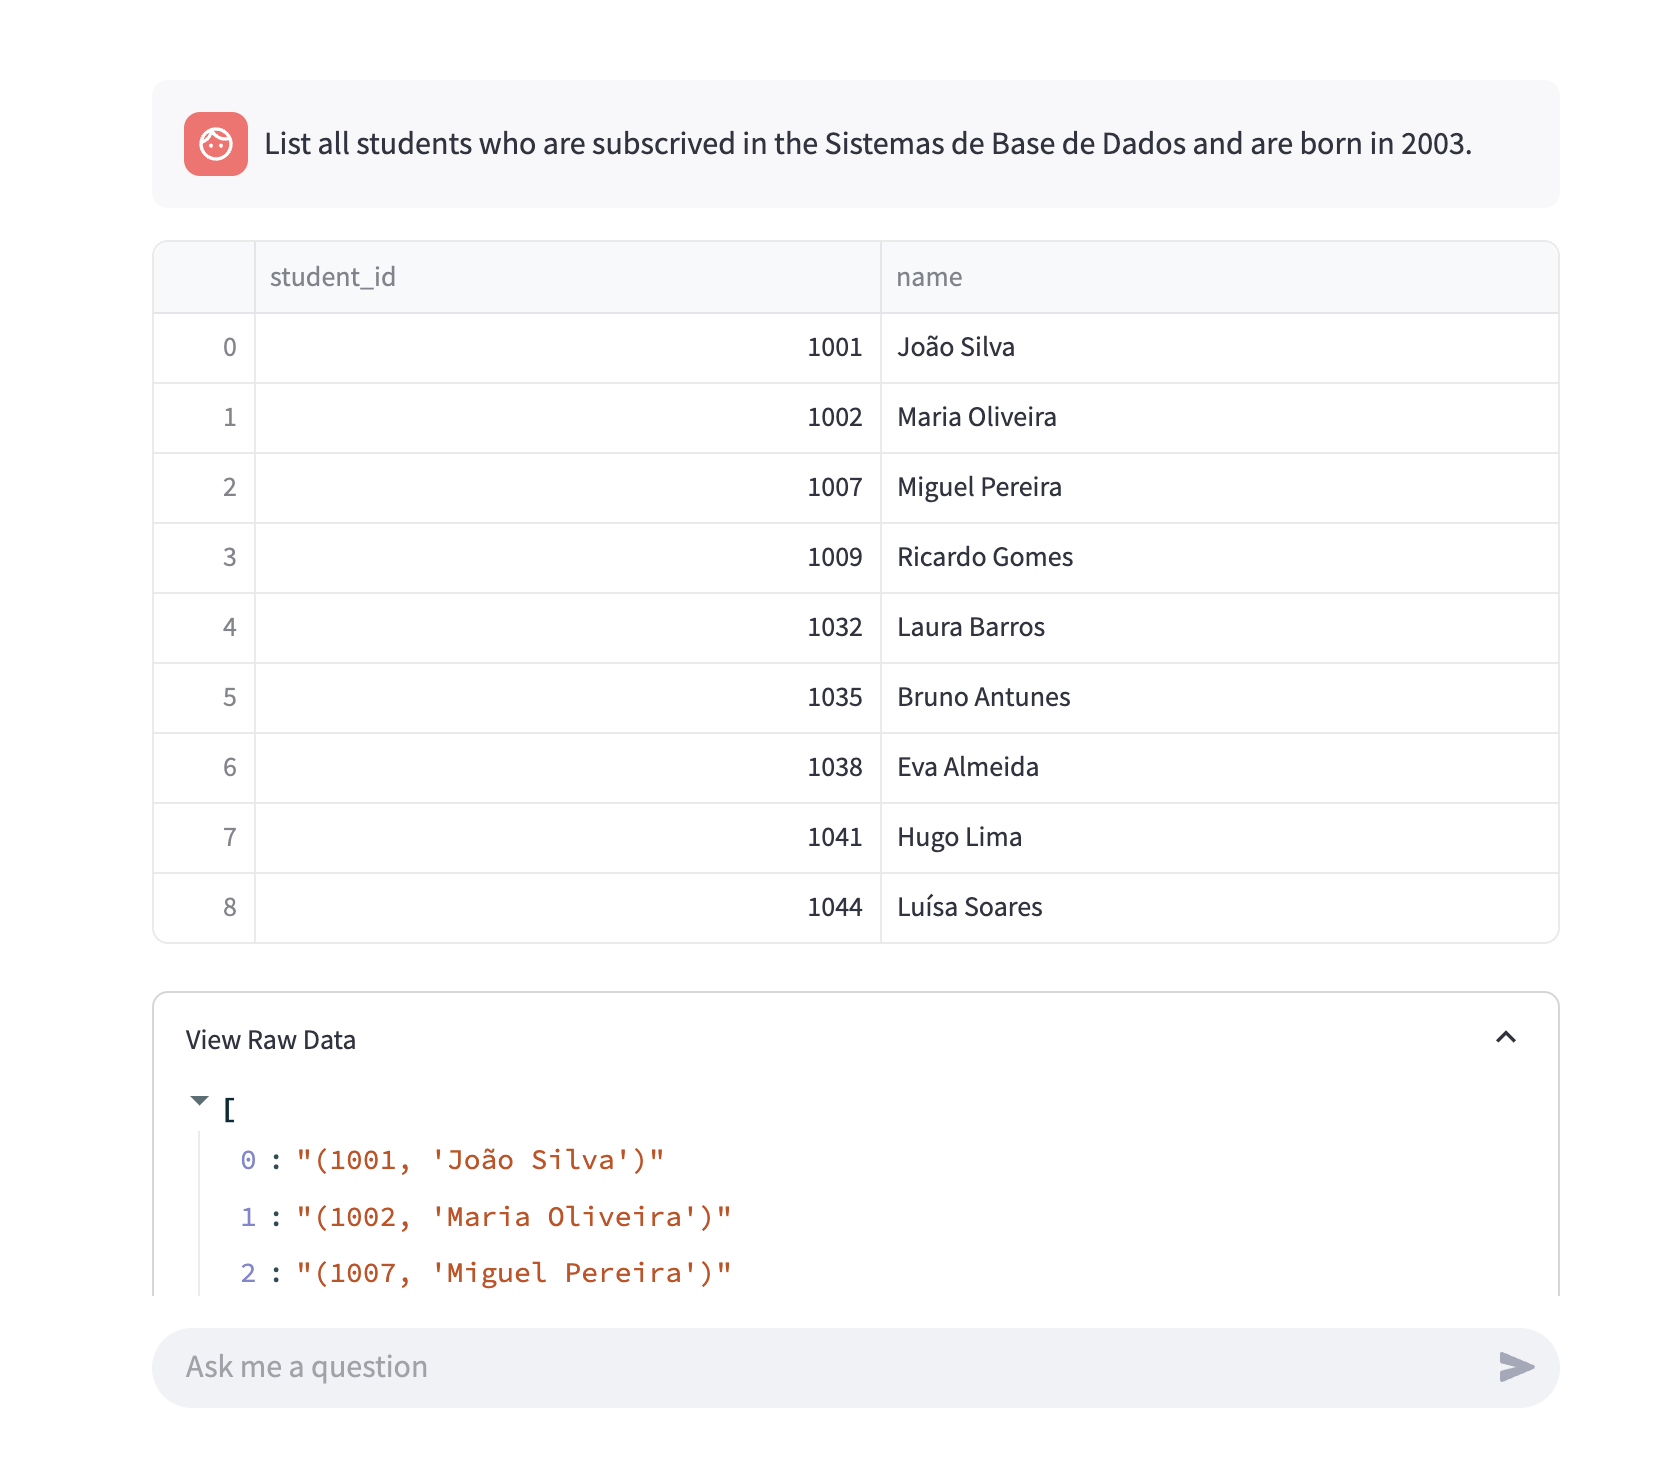 List all students who are subscrived in the Sistemas de Base de Dados and are born in 2003.
student_id name
0 1001 João Silva
1 1002 Maria Oliveira
2 1007 Miguel Pereira
3 1009 Ricardo Gomes
4 1032 Laura Barros
5 1035 Bruno Antunes
6 1038 Eva Almeida
7 1041 Hugo Lima
8 1044 Luísa Soares
View Raw Data
[
0 : "(1001, 'João Silva')"
1 : "(1002, 'Maria Oliveira')"
2 : "(1007, 'Miguel Pereira')"
Ask me a question